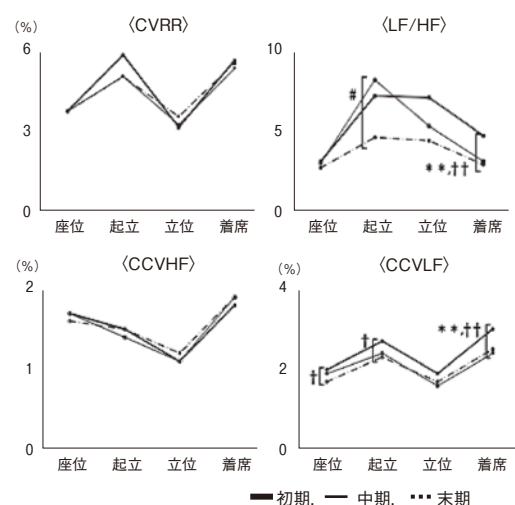 (%) 〈CVRR〉 〈LF/HF〉
6 10
#
3 5
**,††
0 0
座位 起立 立位 着席 座位 起立 立位 着席
(%) 〈CCVHF〉 (%) 〈CCVLF〉
2 4
**,††
†
1 2
†
0 0
座位 起立 立位 着席 座位 起立 立位 着席
初期, 中期, 末期